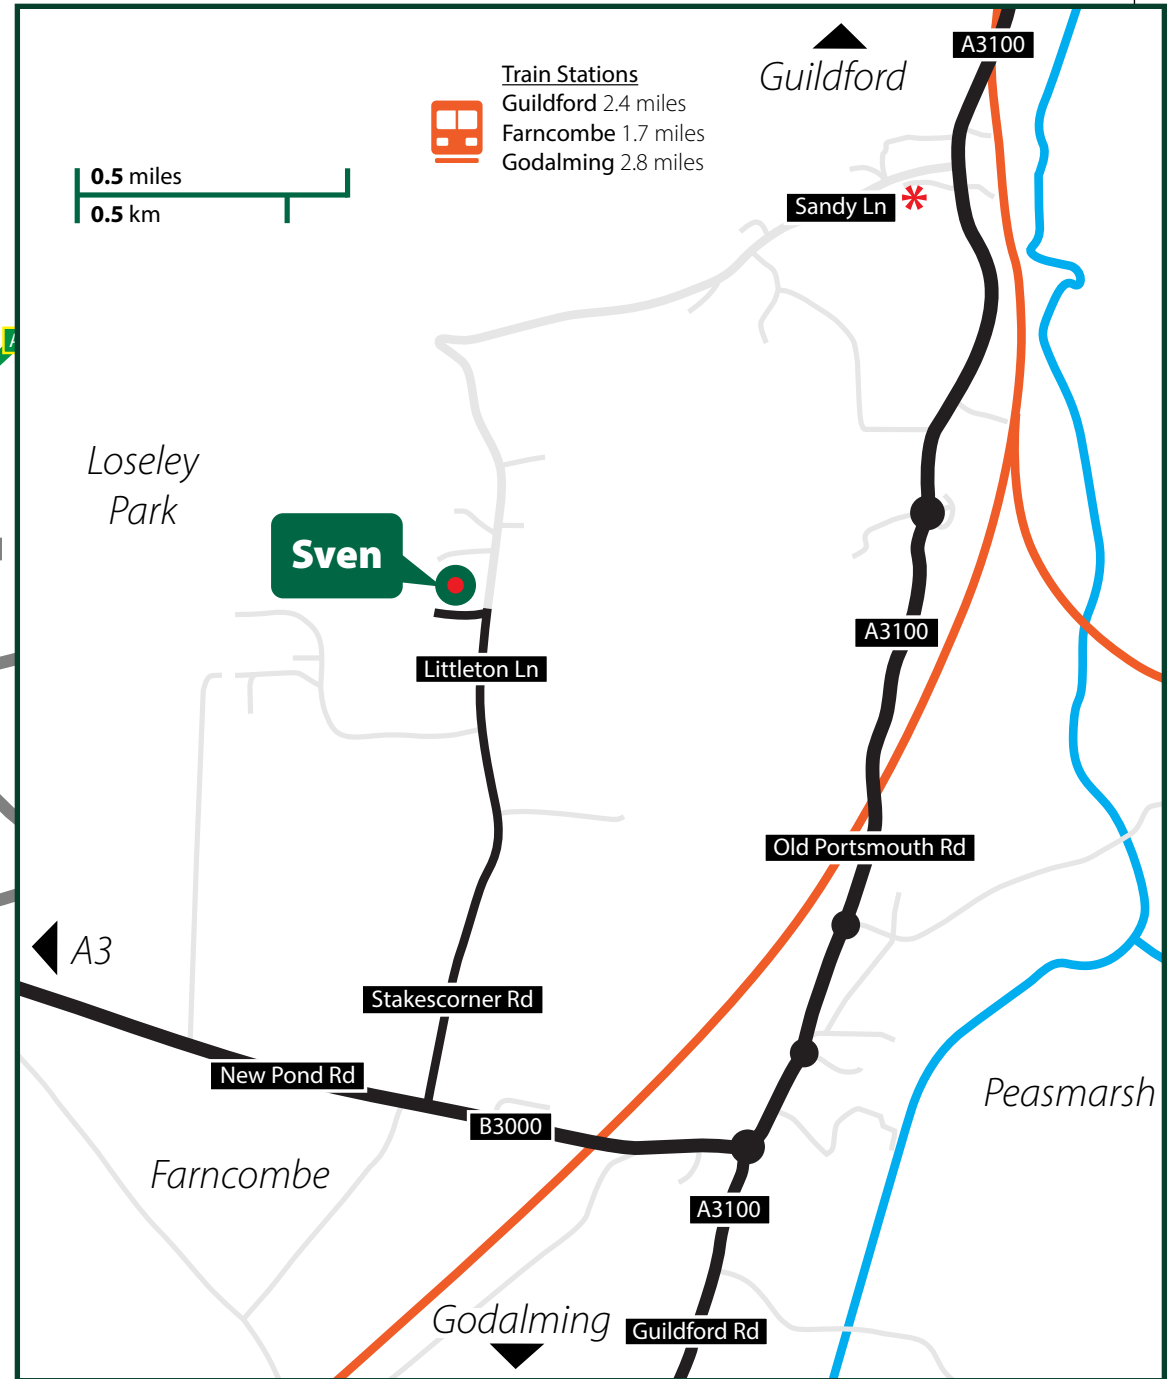 A3100
Guildford
Train Stations
Guildford 2.4 miles
Farncombe 1.7 miles
Godalming 2.8 miles
0.5 miles
0.5 km
Sandy Ln *
Loseley
Park
Sven
A3100
Littleton Ln
Old Portsmouth Rd
A3
Stakescorner Rd
New Pond Rd
Peasmarsh
B3000
Farncombe
A3100
Godalming
Guildford Rd